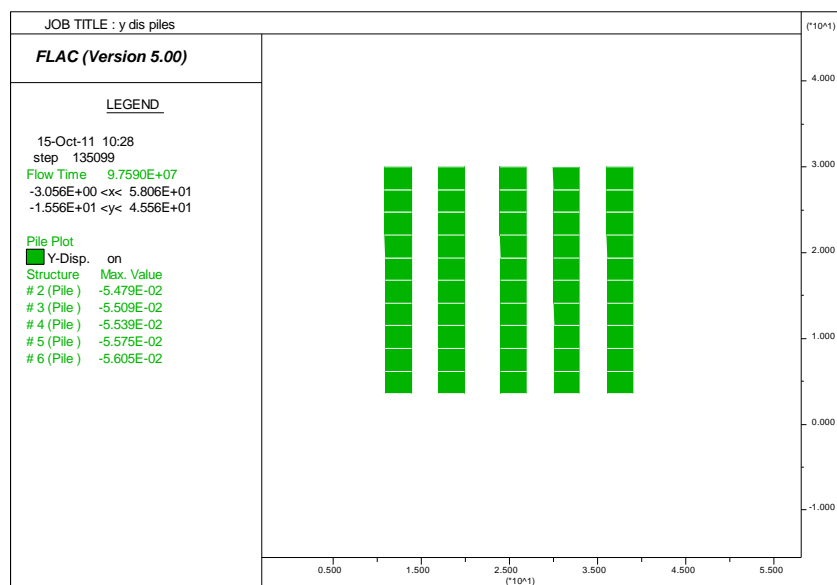 JOB TITLE : y dis piles
FLAC (Version 5.00)
LEGEND
15-Oct-11 10:28
step 135099
Flow Time 9.7590E+07
-3.056E+00 <x< 5.806E+01
-1.556E+01 <y< 4.556E+01
Pile Plot
Y-Disp. on
Structure Max. Value
# 2 (Pile ) -5.479E-02
# 3 (Pile ) -5.509E-02
# 4 (Pile ) -5.539E-02
# 5 (Pile ) -5.575E-02
# 6 (Pile ) -5.605E-02
(*10^1)
4.000
3.000
2.000
1.000
0.000
-1.000
0.500 1.500 2.500 3.500 4.500 5.500
(*10^1)